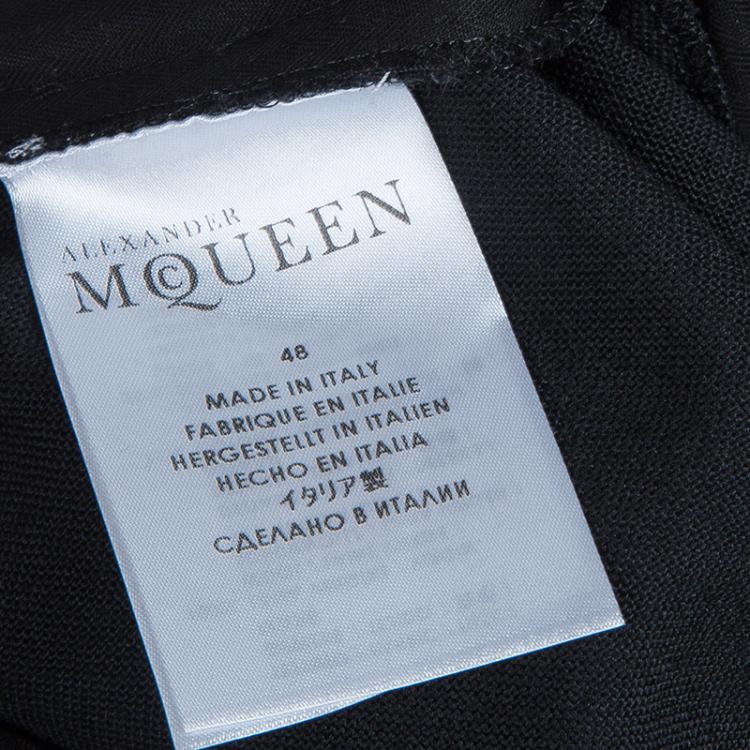 ALEXANDER
MCQUEEN
48
MADE IN ITALY
FABRIQUE EN ITALIE
HERGESTELLT IN ITALIEN
HECHO EN ITALIA
イタリア製
СДЕЛАНО В ИТАЛИИ